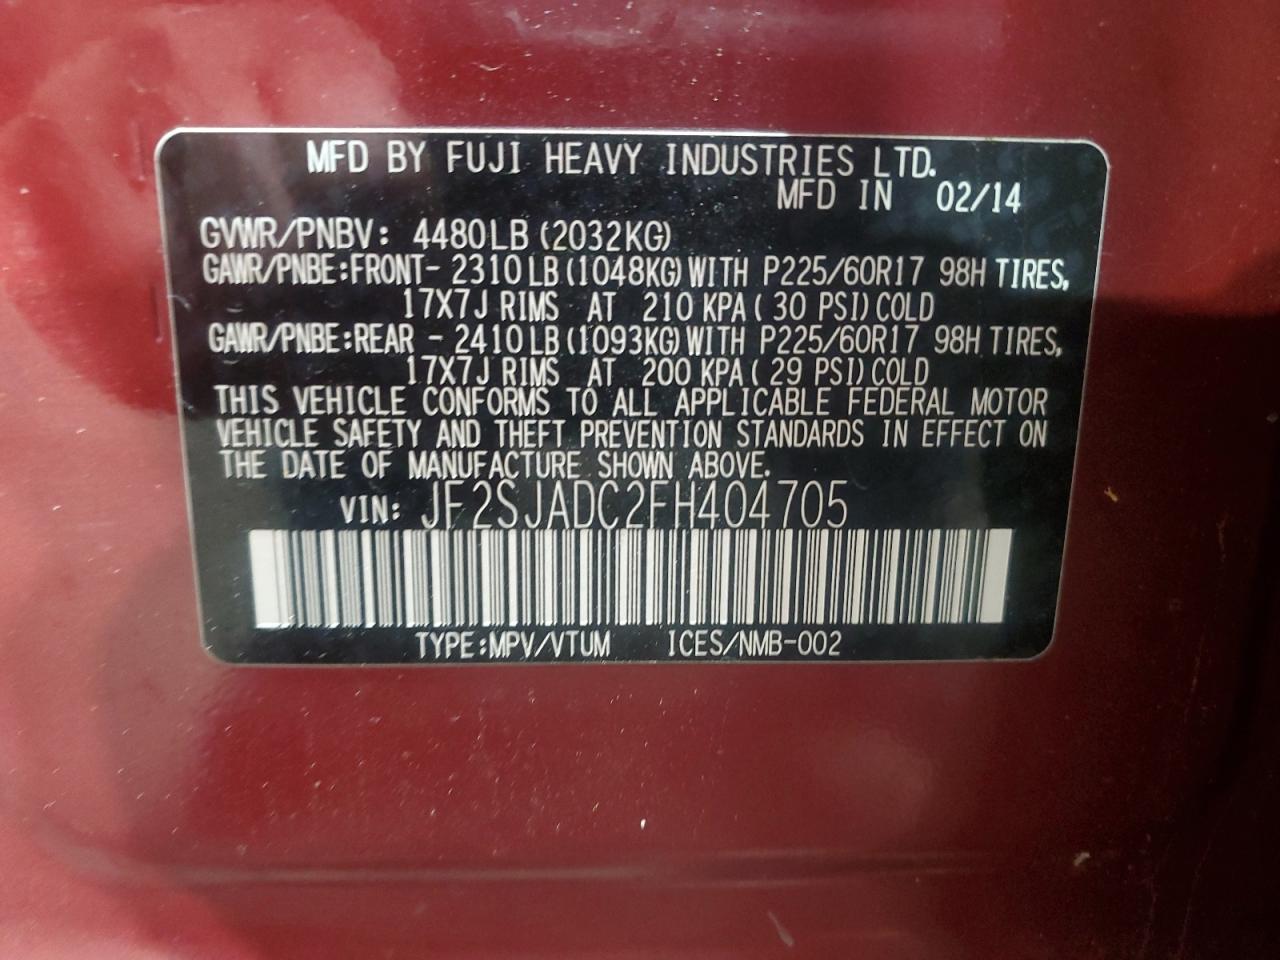 MFD BY FUJI HEAVY INDUSTRIES LTD.
MFD IN 02/14
GVWR/PNBV: 4480LB (2032KG)
GAWR/PNBE:FRONT- 2310 LB (1048KG) WITH P225/60R17 98H TIRES,
17X7J RIMS AT 210 KPA ( 30 PSI) COLD
GAWR/PNBE:REAR - 2410 LB (1093KG) WITH P225/60R17 98H TIRES,
17X7J RIMS AT 200 KPA ( 29 PSI) COLD
THIS VEHICLE CONFORMS TO ALL APPLICABLE FEDERAL MOTOR
VEHICLE SAFETY AND THEFT PREVENTION STANDARDS IN EFFECT ON
THE DATE OF MANUFACTURE SHOWN ABOVE.
VIN: JF2SJADC2FH404705
TYPE:MPV/VTUM ICES/NMB-002